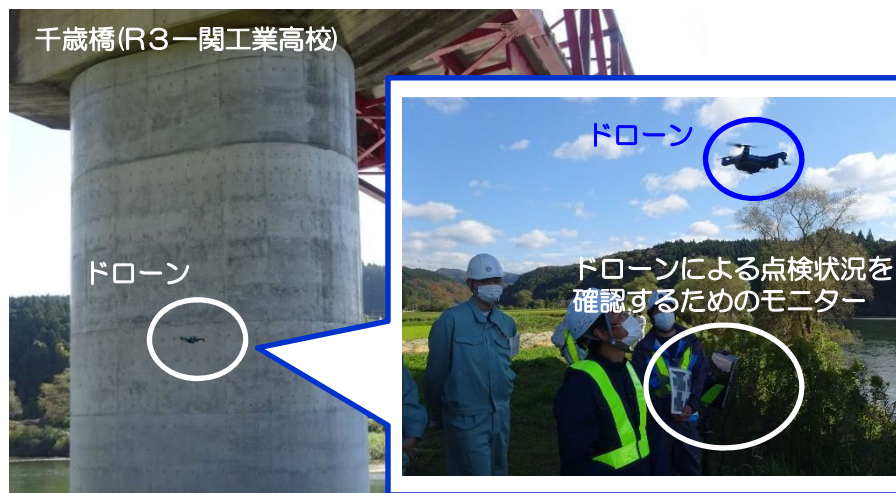 千歳橋(R3一関工業高校)
ドローン
ドローン
ドローンによる点検状況を
確認するためのモニター